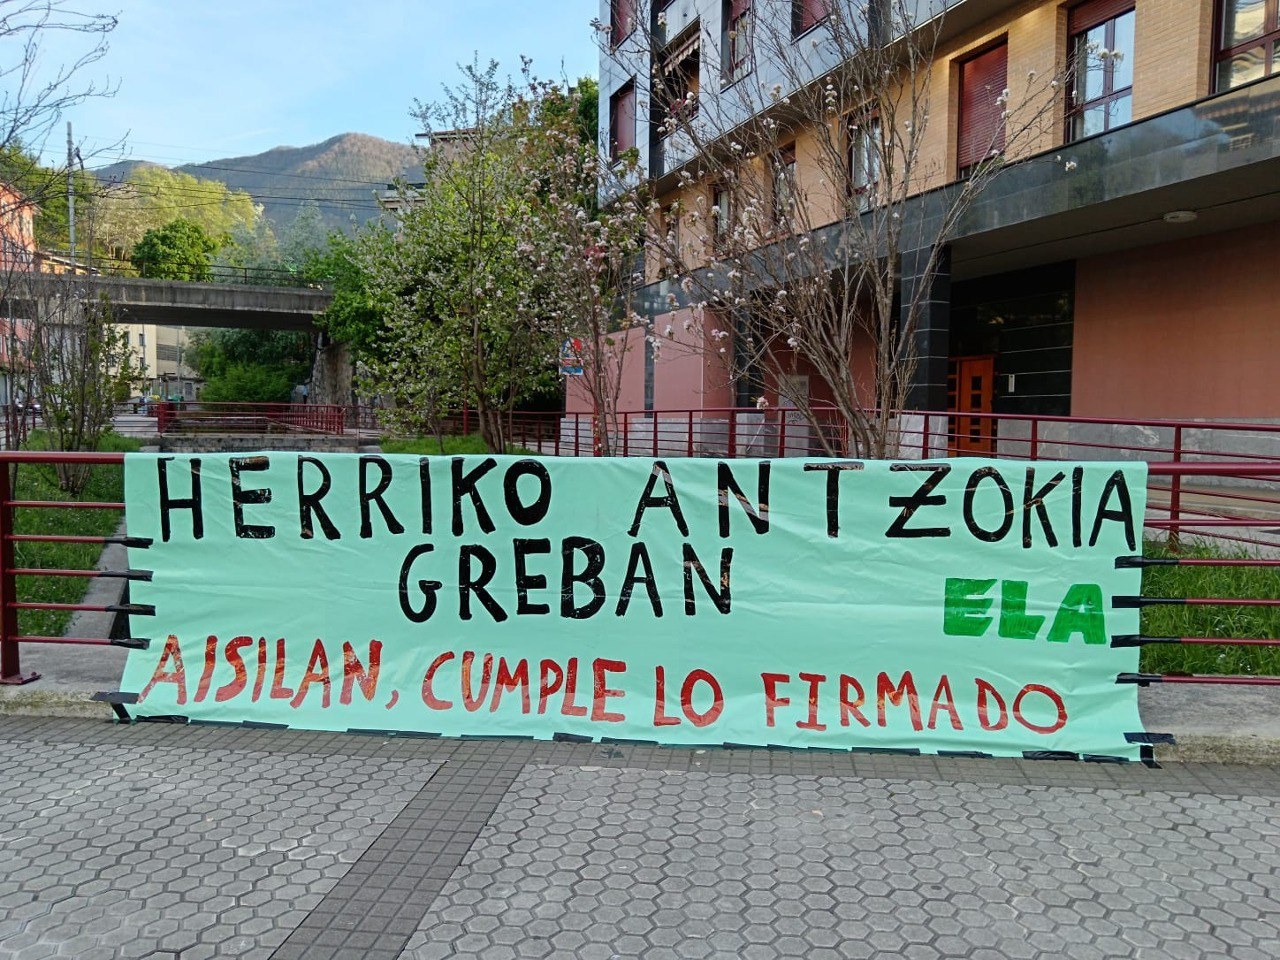 HERRIKO ANTZOKIA
GREBAN
ELA
AISILAN, CUMPLE LO FIRMADO